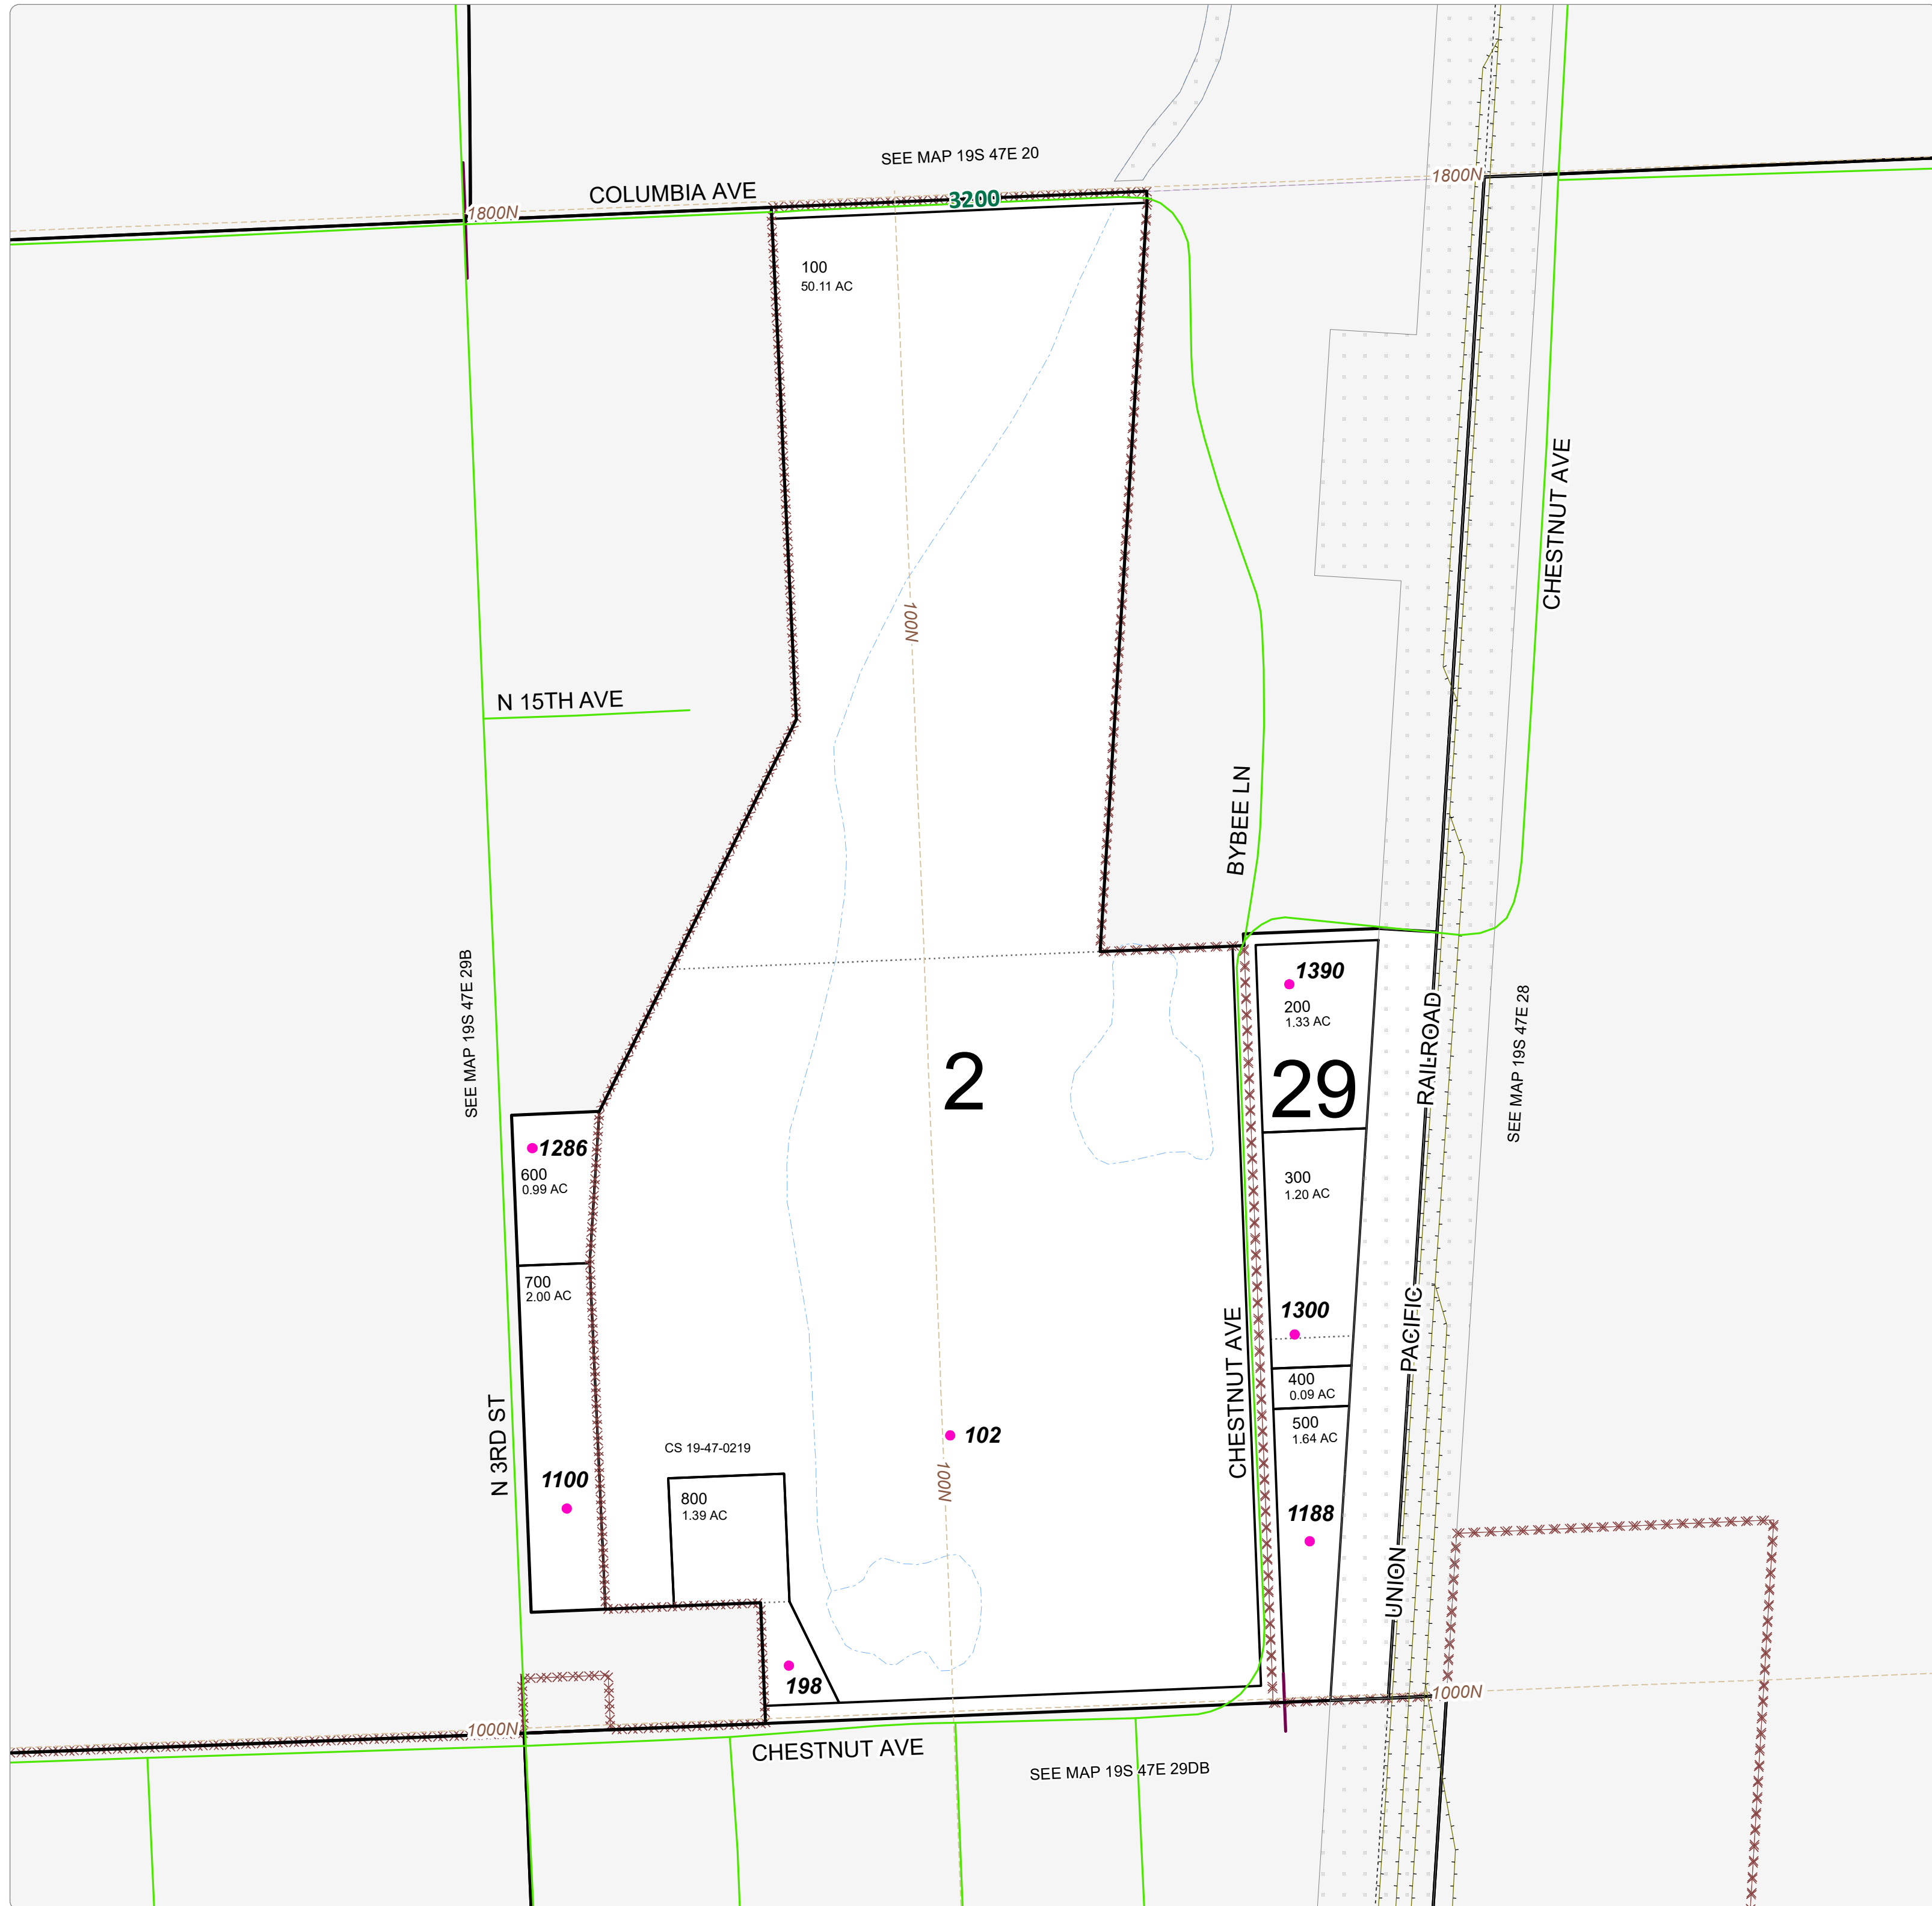 SEE MAP 19S 47E 20
1800N
COLUMBIA AVE
3200
1800N
100
50.11 AC
100N
CHESTNUT AVE
N 15TH AVE
BYBEE LN
SEE MAP 19S 47E 29B
1390
200
1.33 AC
2
29
RAILROAD
SEE MAP 19S 47E 28
1286
600
0.99 AC
300
1.20 AC
700
2.00 AC
1300
PACIFIC
CHESTNUT AVE
400
0.09 AC
500
1.64 AC
N 3RD ST
102
CS 19-47-0219
100N
1100
800
1.39 AC
1188
UNION
198
1000N
1000N
CHESTNUT AVE
SEE MAP 19S 47E 29DB